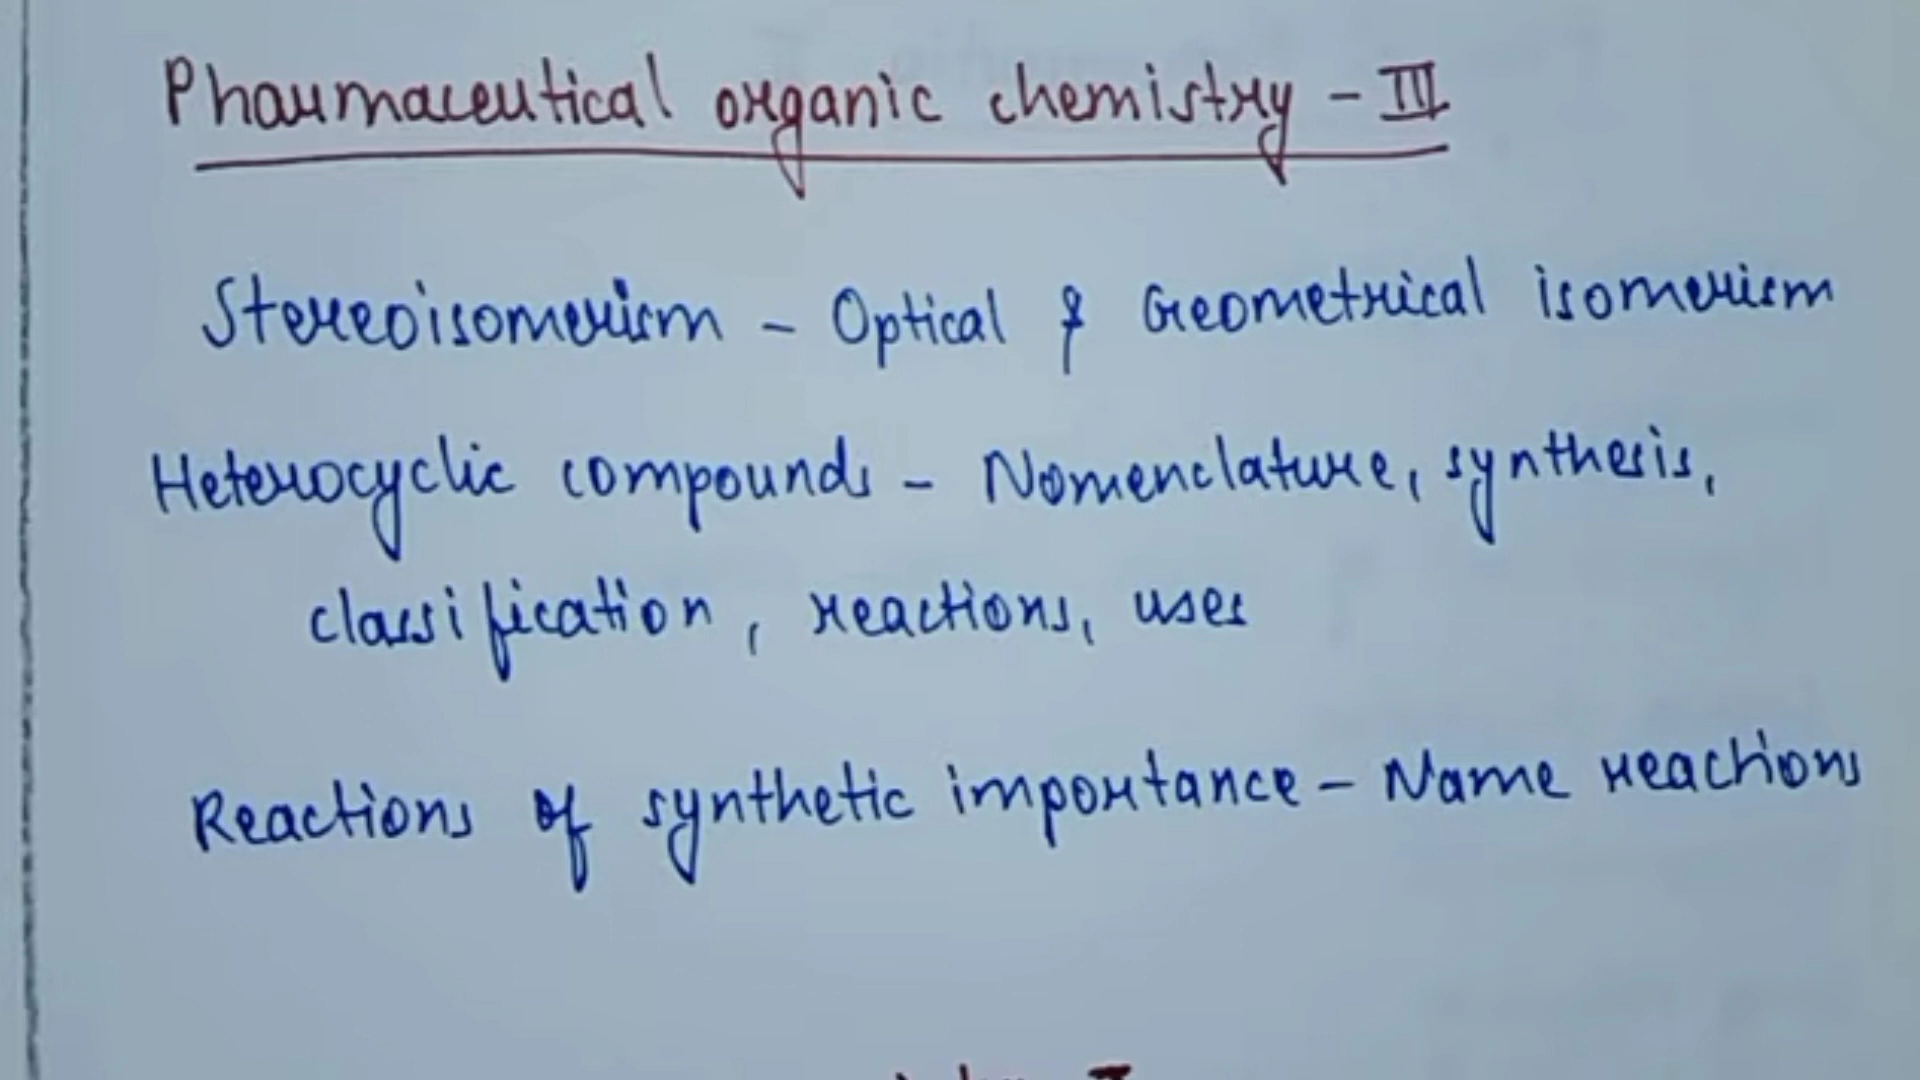 Pharmaceutical organic chemistry - III
Stereoisomerism - Optical & Geometrical isomerism
Heterocyclic compounds - Nomenclature, synthesis,
classification, reactions, uses
Reactions of synthetic importance - Name reactions